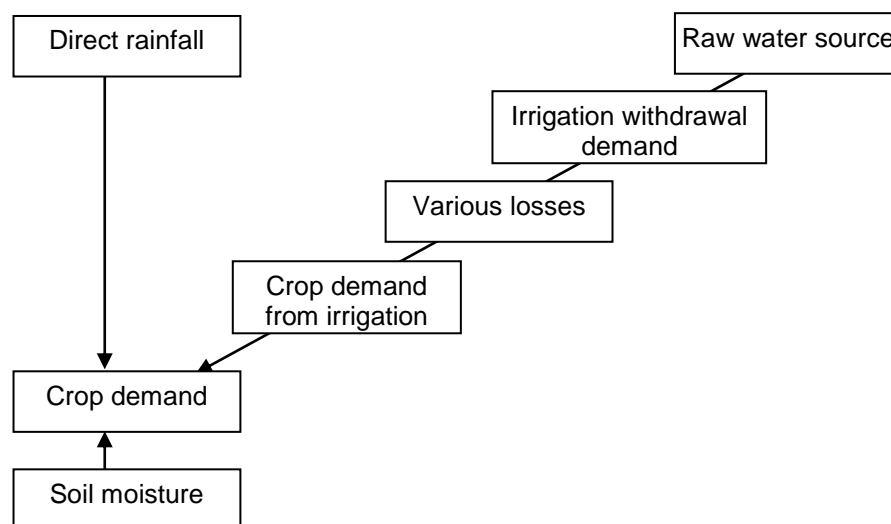 Direct rainfall
Raw water source
Irrigation withdrawal
demand
Various losses
Crop demand
from irrigation
Crop demand
Soil moisture